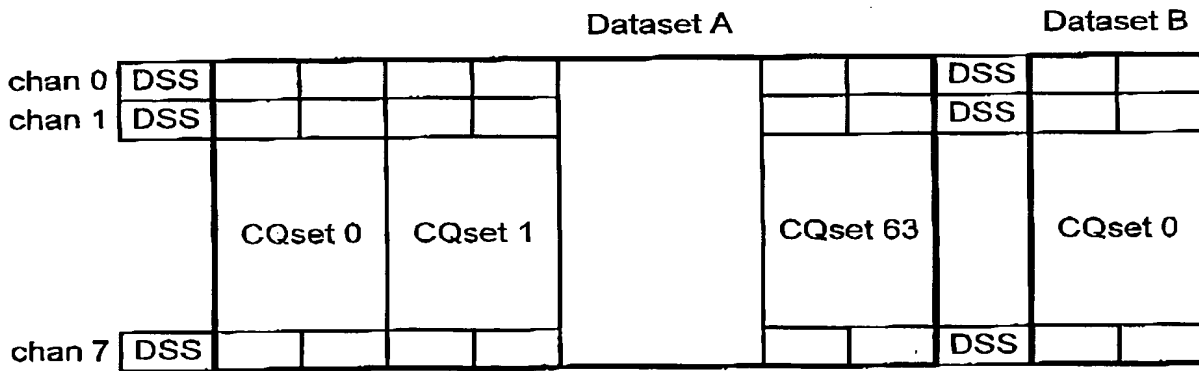 Dataset A Dataset B
chan 0 DSS DSS
chan 1 DSS DSS
CQset 0 CQset 1 CQset 63 CQset 0
chan 7 DSS DSS